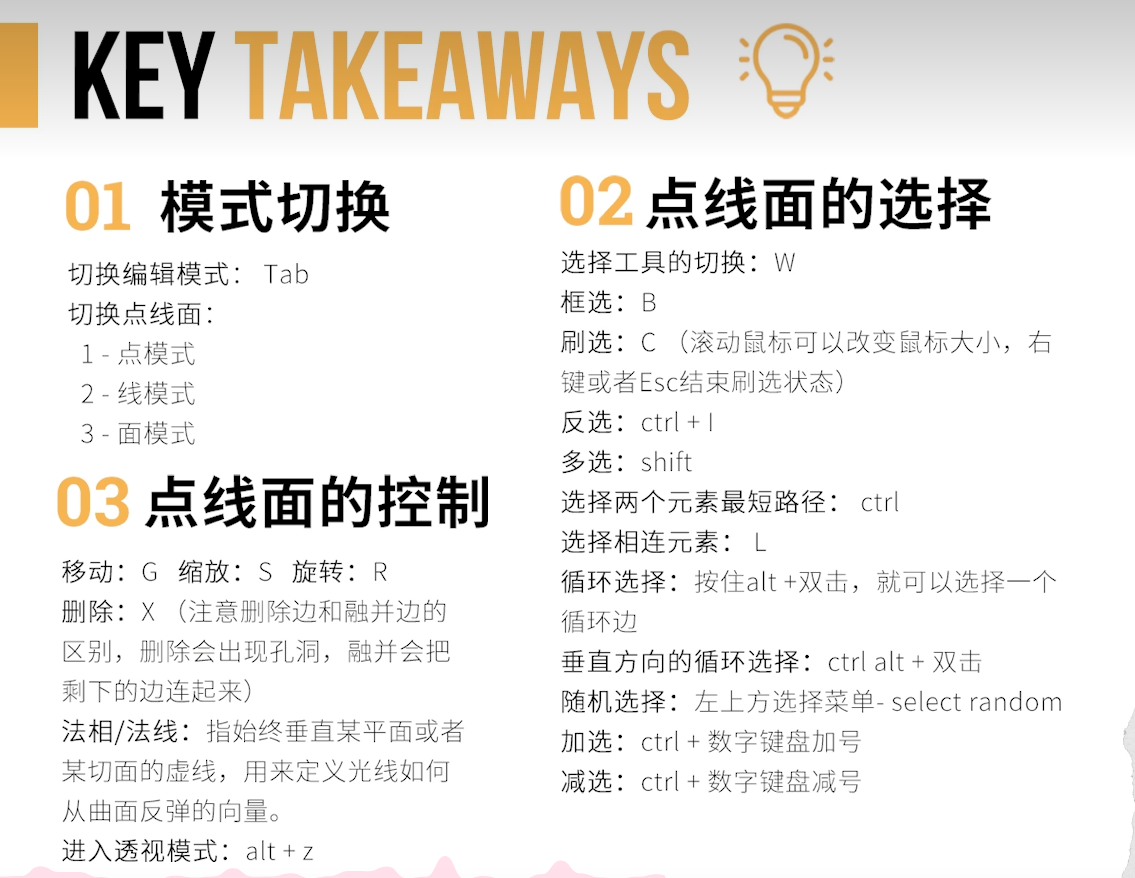 KEY TAKEAWAYS
01 模式切换
切换编辑模式： Tab
切换点线面：
1 - 点模式
2 - 线模式
3 - 面模式
02 点线面的选择
选择工具的切换：W
框选：B
刷选：C （滚动鼠标可以改变鼠标大小，右
键或者Esc结束刷选状态）
反选：ctrl + I
多选：shift
选择两个元素最短路径： ctrl
选择相连元素： L
循环选择：按住alt +双击，就可以选择一个
循环边
垂直方向的循环选择：ctrl alt + 双击
随机选择：左上方选择菜单- select random
加选：ctrl + 数字键盘加号
减选：ctrl + 数字键盘减号
03 点线面的控制
移动：G 缩放：S 旋转：R
删除：X （注意删除边和融并边的
区别，删除会出现孔洞，融并会把
剩下的边连起来）
法相/法线：指始终垂直某平面或者
某切面的虚线，用来定义光线如何
从曲面反弹的向量。
进入透视模式：alt + z